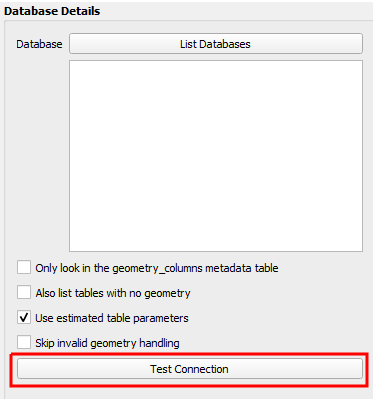 Database Details
Database List Databases
Only look in the geometry_columns metadata table
Also list tables with no geometry
Use estimated table parameters
Skip invalid geometry handling
Test Connection